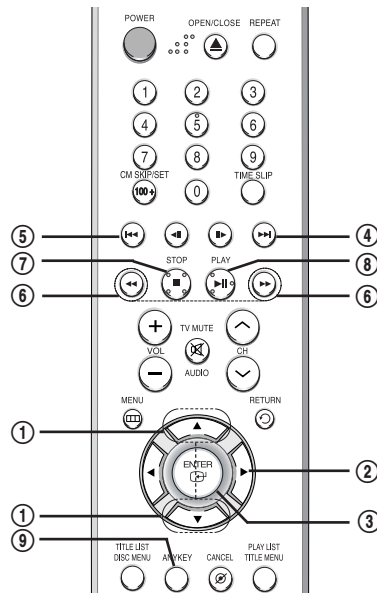 POWER
OPEN/CLOSE
REPEAT
1 2 3
4 5 6
7 8 9
CM SKIP/SET
TIME SLIP
100+ 0
⑤ ④
⑦ STOP PLAY ⑧
⑥ ⑥
TV MUTE
VOL CH
AUDIO
MENU RETURN
①
ENTER ②
① ③
⑨
TITLE LIST
DISC MENU
ANYKEY
CANCEL
PLAY LIST
TITLE MENU